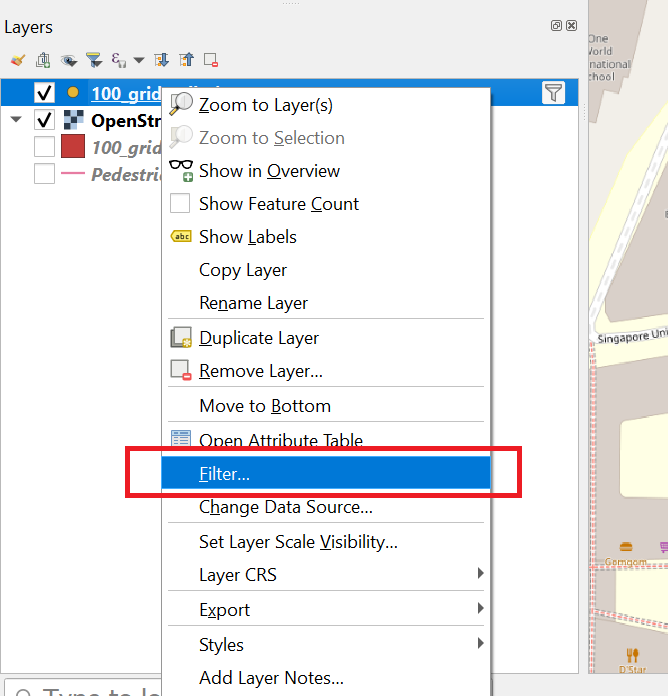 Layers
100_grid
OpenStr
100_grid
Pedestri
Zoom to Layer(s)
Zoom to Selection
Show in Overview
Show Feature Count
abc
Show Labels
Copy Layer
Rename Layer
Duplicate Layer
Remove Layer...
Move to Bottom
Open Attribute Table
Filter...
Change Data Source...
Set Layer Scale Visibility...
Layer CRS
Export
Styles
Add Layer Notes...
One
World
national
chool
Singapore Uni
Gomgom
D'Star